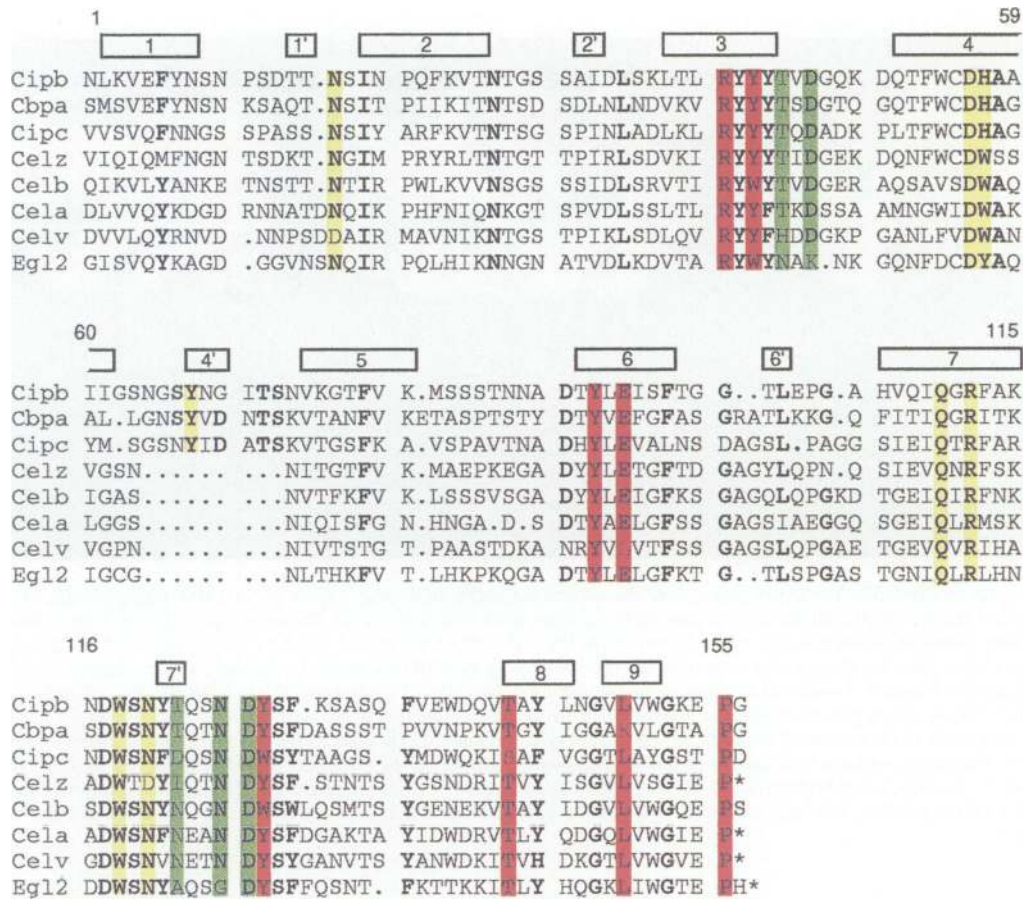 1 59
1 1' 2 2' 3 4
Cipb NLKVEFYNSN PSDTT.NSIN PQFKVTNTGS SAIDLSKLTL RYYYTVDGQK DQTFWCDHAA
Cbpa SMSVEFYNSN KSAQT.NSIT PIIKITNTSD SDLNLNDVKV RYYYTSDGTQ GQTFWCDHAG
Cipc VVSVQFNNGS SPASS.NSIY ARFKVTNTSG SPINLADLKL RYYYTQDADK PLTFWCDHAG
Celz VIQIQMFNGN TSDKT.NGIM PRYRLTNTGT TPIRLSDVKI RYYYTIDGEK DQNFWCDWSS
Celb QIKVLYANKE TNSTT.NTIR PWLKVVNSGS SSIDLSRVTI RYWYTVDGER AQSAVSDWAQ
Cela DLVVQYKDGD RNNATDNQIK PHFNIQNKGT SPVDLSSLTL RYYFTKDSSA AMNGWIDWAK
Celv DVVLQYRNVD .NNPSDDAIR MAVNIKNTGS TPIKLSDLQV RYYFHDDGKP GANLFVDWAN
Egl2 GISVQYKAGD .GGVNSNQIR PQLHIKNNGN ATVDLKDVTA RYWYNAK.NK GQNFDCDYAQ
60 115
4' 5 6 6' 7
Cipb IIGSNGSYNG ITSNVKGTFV K.MSSSTNNA DTYLEISFTG G.TLEPG.A HVQIQGRFAK
Cbpa AL.LGNSYVD NTSKVTANFV KETASPTSTY DTYVEFGFAS GRATLKKG.Q FITIQGRITK
Cipc YM.SGSNYID ATSKVTGSFK A.VSPAVTNA DHYLEVALNS DAGSL.PAGG SIEIQTRFAR
Celz VGSN...... ...NITGTFV K.MAEPKEGA DYYLETGFTD GAGYLQPN.Q SIEVQNRFSK
Celb IGAS...... ...NVTFKFV K.LSSSVSGA DYYLEIGFKS GAGQLQPGKD TGEIQIRFNK
Cela LGGS...... ...NIQISFG N.HNGA.D.S DTYAELGFSS GAGSIAEGGQ SGEIQLRMSK
Celv VGPN...... ...NIVTSTG T.PAASTDKA NRYVLVTFSS GAGSLQPGAE TGEVQVRIHA
Egl2 IGCG...... ...NLTHKFV T.LHKPKQGA DTYLELGFKT G..TLSPGAS TGNIQLRLHN
116 155
7' 8 9
Cipb NDWSNYTQSN DYSF.KSASQ FVEWDQVTAY LNGVLVWGKE PG
Cbpa SDWSNYTQTN DYSFDASSST PVVNPKVTGY IGGAKVLGTA PG
Cipc NDWSNFDQSN DWSYTAAGS. YMDWQKISAF VGGTLAYGST PD
Celz ADWTDYIQTN DYSF.STNTS YGSNDRITVY ISGVLVSGIE P*
Celb SDWSNYNQGN DWSWLQSMTS YGENEKVTAY IDGVLVWGQE PS
Cela ADWSNFNEAN DYSFDGAKTA YIDWDRVTLY QDGQLVWGIE P*
Celv GDWSNVNETN DYSYGANVTS YANWDKITVH DKGTLVWGVE P*
Egl2 DDWSNYAQSG DYSFFQSNT. FKTTKKITLY HQGKLIWGTE PH*